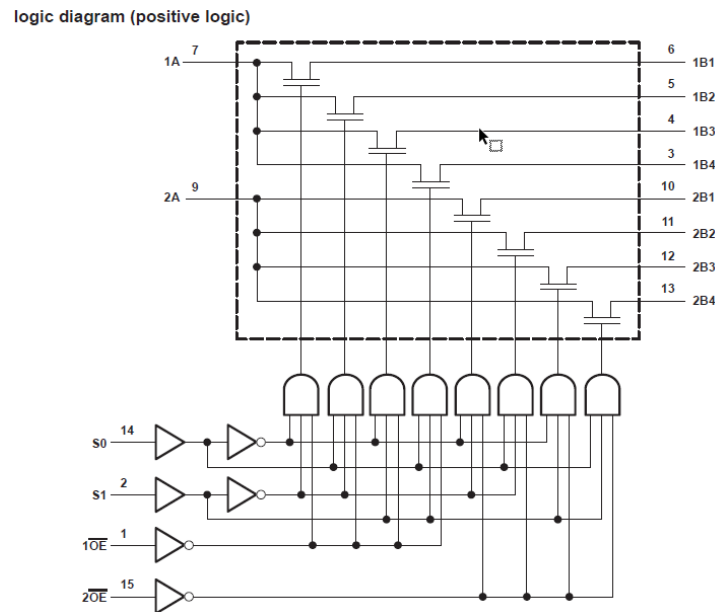 logic diagram (positive logic)
1A 7 6 1B1
5 1B2
4 1B3
3 1B4
2A 9 10 2B1
11 2B2
12 2B3
13 2B4
S0 14
S1 2
1OE 1
2OE 15